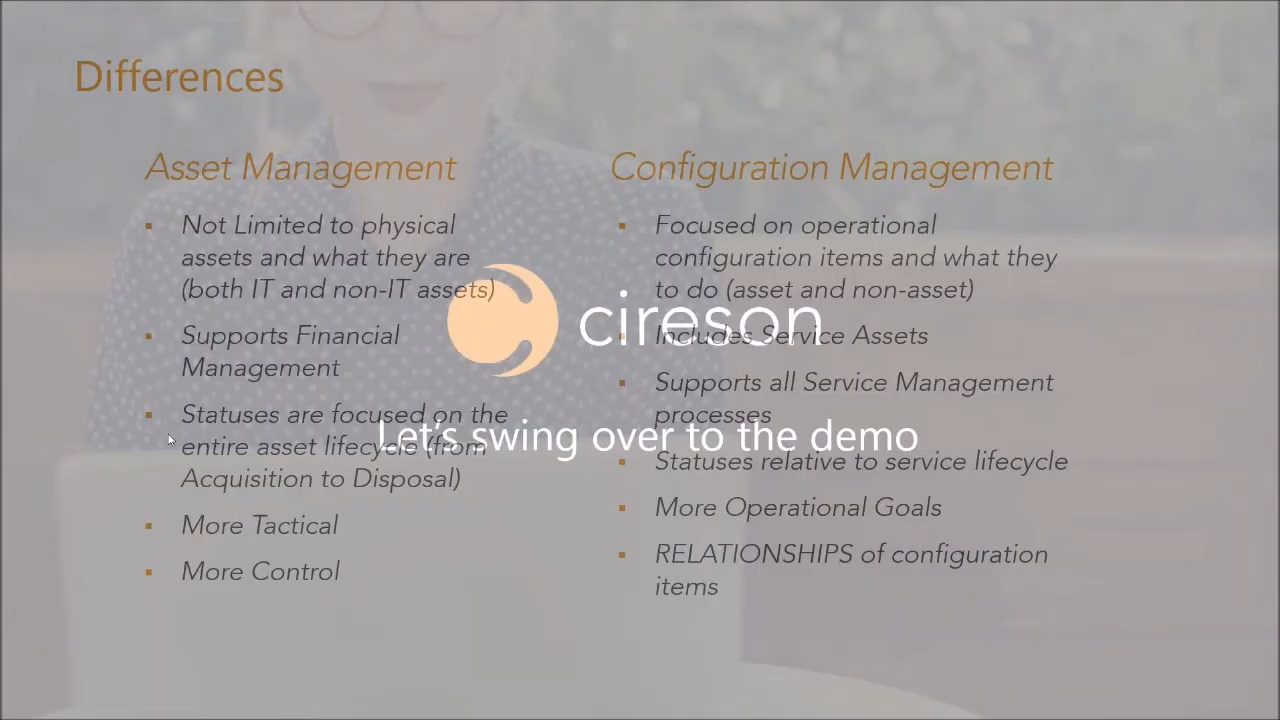 Differences
Asset Management
Not Limited to physical
assets and what they are
(both IT and non-IT assets)
Supports Financial
Management
Statuses are focused on the
entire asset lifecycle (from
Acquisition to Disposal)
More Tactical
More Control
Configuration Management
Focused on operational
configuration items and what they
to do (asset and non-asset)
Includes Service Assets
Supports all Service Management
processes
Statuses relative to service lifecycle
More Operational Goals
RELATIONSHIPS of configuration
items
cireson
Let's swing over to the demo